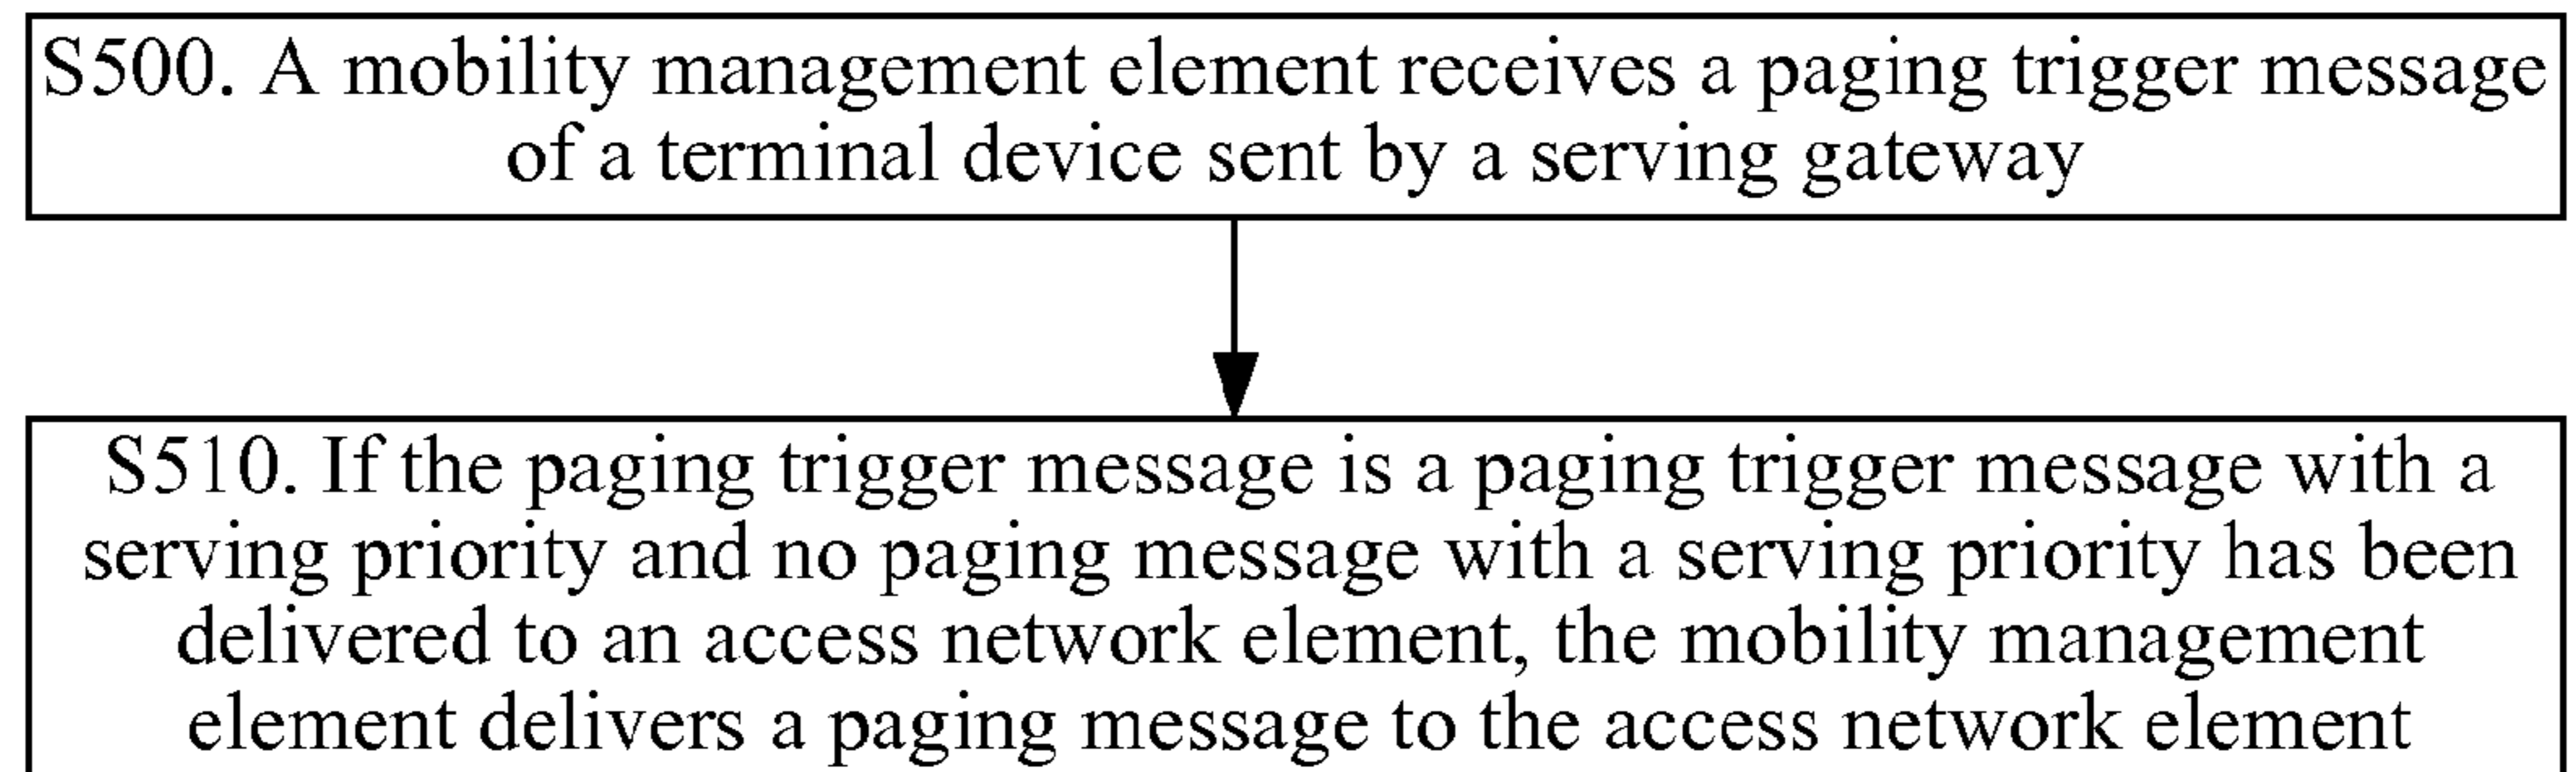 S500. A mobility management element receives a paging trigger message
of a terminal device sent by a serving gateway
S510. If the paging trigger message is a paging trigger message with a
serving priority and no paging message with a serving priority has been
delivered to an access network element, the mobility management
element delivers a paging message to the access network element